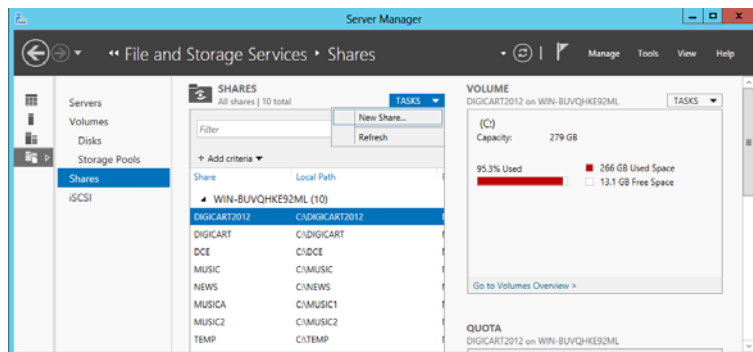 Server Manager
File and Storage Services • Shares
Manage Tools View Help
Servers
Volumes
Disks
Storage Pools
Shares
iSCSI
SHARES
All shares | 10 total
TASKS
New Share...
Refresh
Filter
+ Add criteria
Share Local Path
WIN-BUVQHKE92ML (10)
DIGICART2012 C:\DIGICART2012
DIGICART C:\DIGICART
DCE C:\DCE
MUSIC C:\MUSIC
NEWS C:\NEWS
MUSICA C:\MUSIC1
MUSIC2 C:\MUSIC2
TEMP C:\TEMP
VOLUME
DIGICART2012 on WIN-BUVQHKE92ML
TASKS
(C:)
Capacity: 279 GB
95.3% Used
266 GB Used Space
13.1 GB Free Space
Go to Volumes Overview >
QUOTA
DIGICART2012 on WIN-BUVQHKE92ML